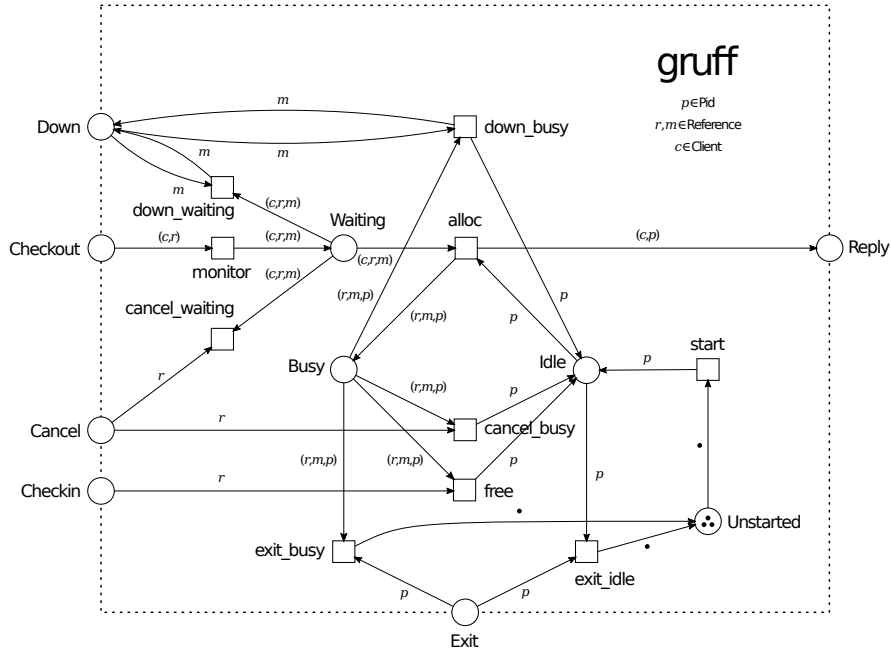 gruff
p∈Pid
r,m∈Reference
c∈Client
m
Down
down_busy
m
m
m
down_waiting
(c,r,m)
Waiting
alloc
Checkout
(c,r)
(c,r,m)
(c,r,m)
(c,p)
Reply
monitor
(c,r,m)
cancel_waiting
(r,m,p)
(r,m,p)
p
p
start
Busy
Idle
p
r
(r,m,p)
p
Cancel
r
cancel_busy
(r,m,p)
(r,m,p)
p
p
Checkin
r
free
Unstarted
exit_busy
exit_idle
p
p
Exit